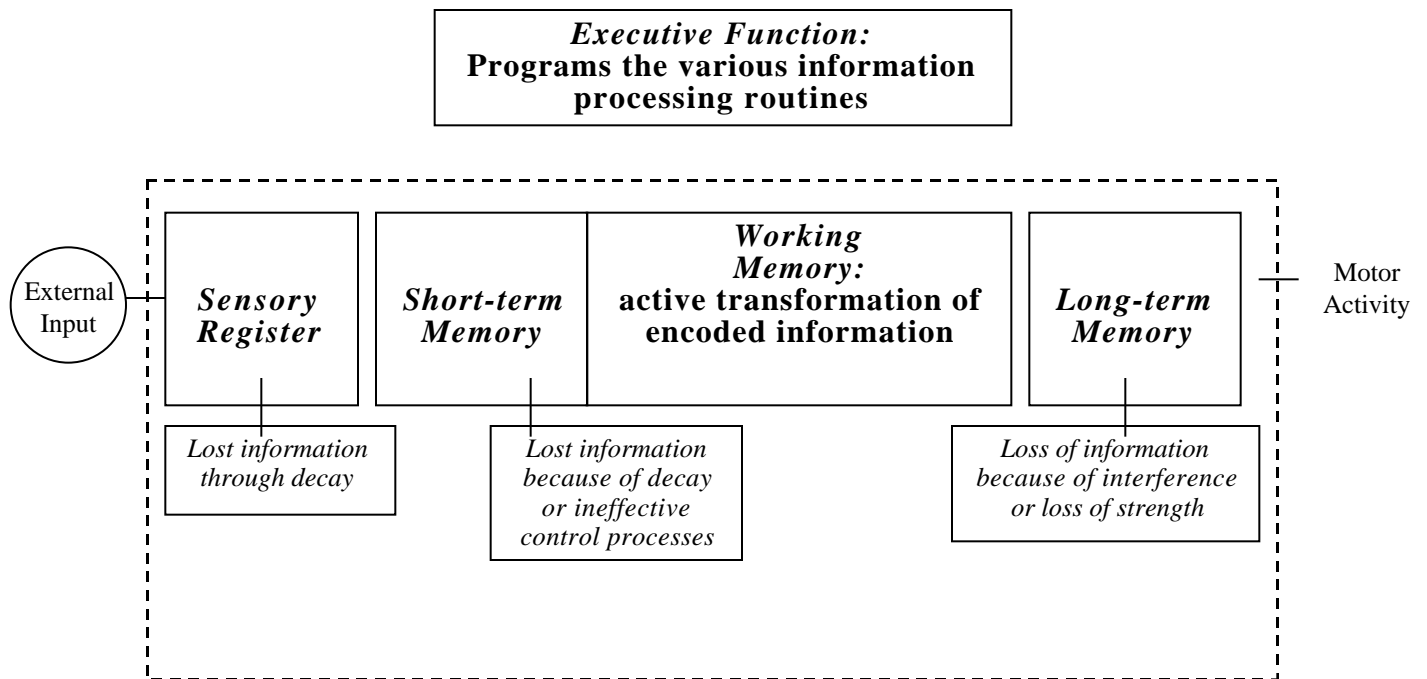 Executive Function:
Programs the various information
processing routines
External
Input
Sensory
Register
Short-term
Memory
Working
Memory:
active transformation of
encoded information
Long-term
Memory
Motor
Activity
Lost information
through decay
Lost information
because of decay
or ineffective
control processes
Loss of information
because of interference
or loss of strength